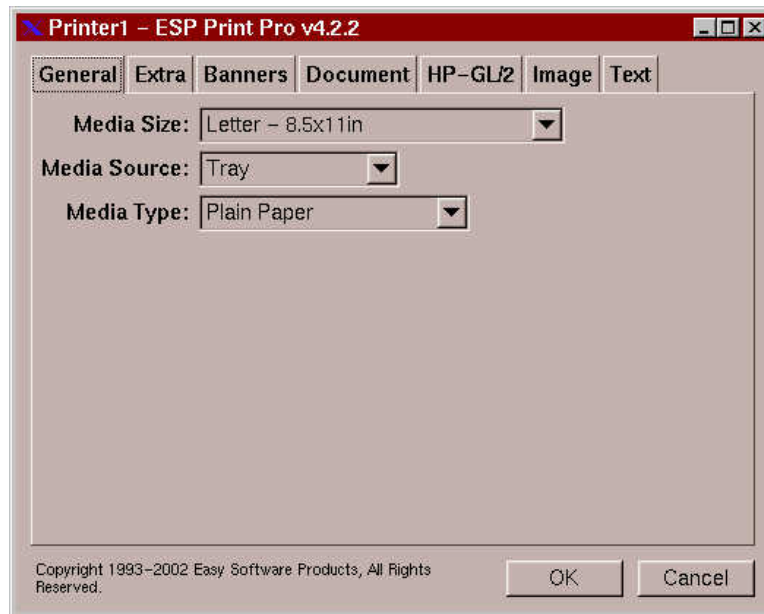 Printer1 – ESP Print Pro v4.2.2
General Extra Banners Document HP–GL/2 Image Text
Media Size: Letter – 8.5x11in
Media Source: Tray
Media Type: Plain Paper
Copyright 1993–2002 Easy Software Products, All Rights
Reserved.
OK Cancel